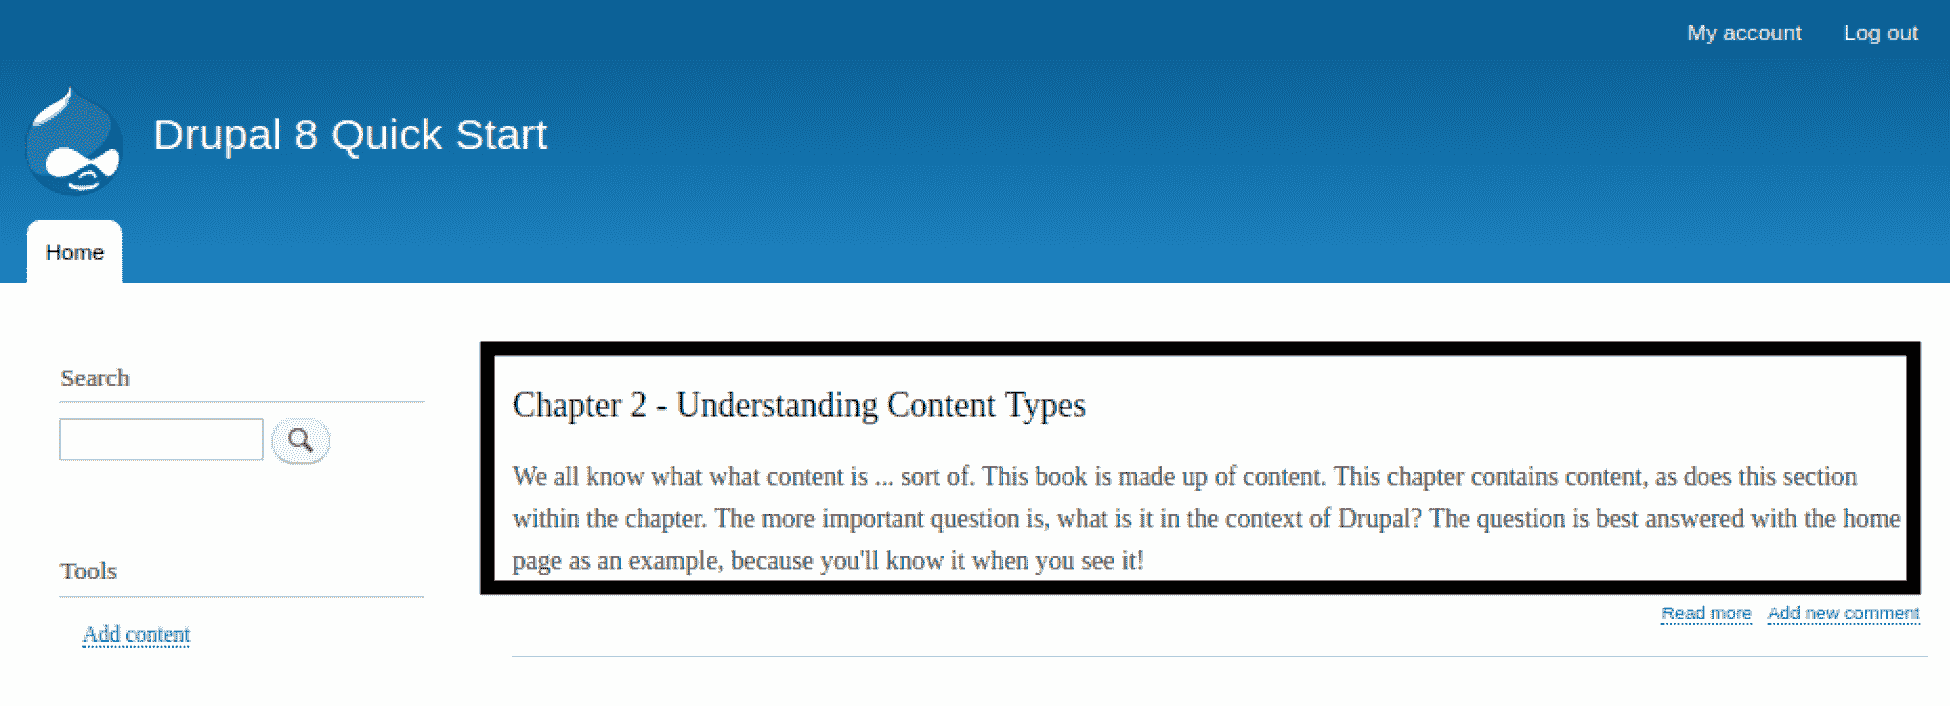 My account Log out
Drupal 8 Quick Start
Home
Search
Chapter 2 - Understanding Content Types
We all know what what content is ... sort of. This book is made up of content. This chapter contains content, as does this section
within the chapter. The more important question is, what is it in the context of Drupal? The question is best answered with the home
page as an example, because you'll know it when you see it!
Tools
Read more Add new comment
Add content